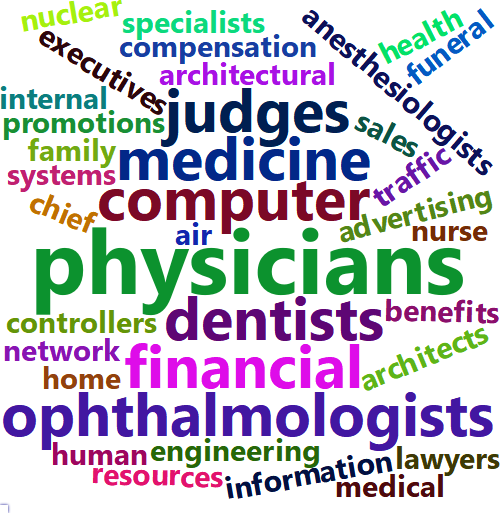 nuclear
specialists
anesthesiologists
health
funeral
executives
compensation
architectural
internal
judges
promotions
sales
family
medicine
traffic
systems
computer
chief
advertising
air
nurse
physicians
dentists
benefits
controllers
network
financial
architects
home
ophthalmologists
human
engineering
lawyers
resources
information
medical